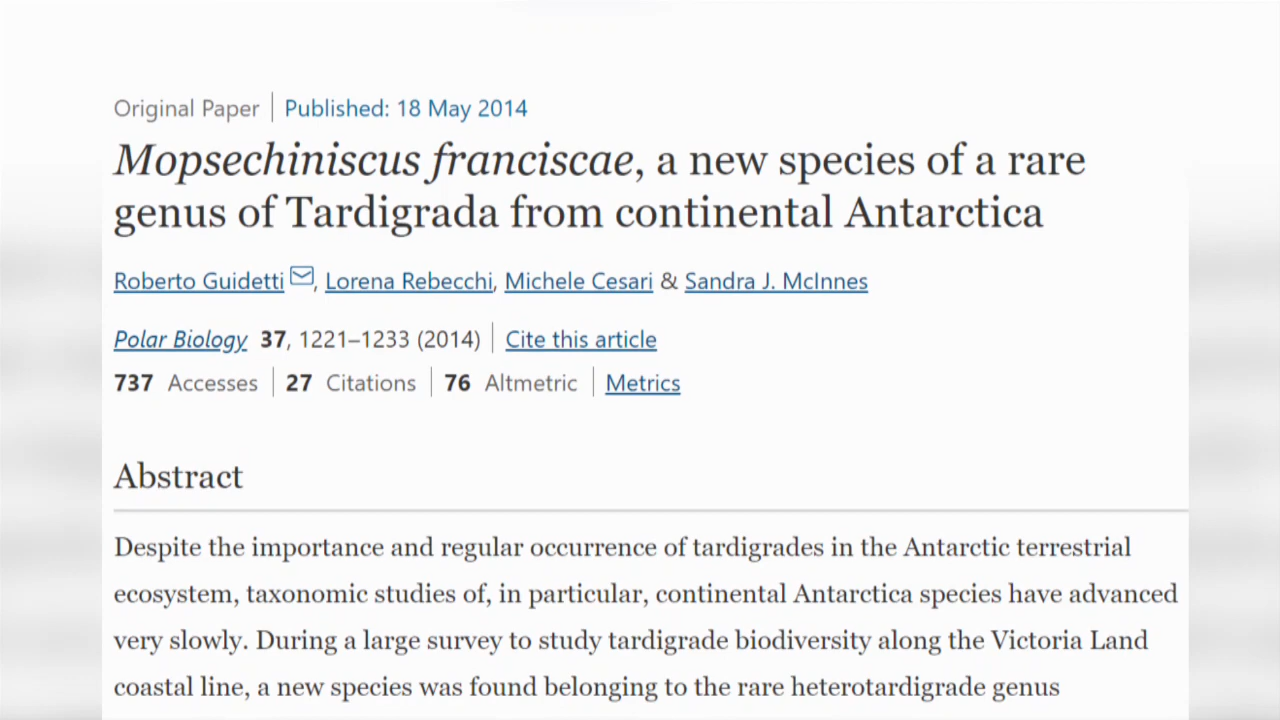 Original Paper | Published: 18 May 2014
Mopsechiniscus franciscae, a new species of a rare
genus of Tardigrada from continental Antarctica
Roberto Guidetti, Lorena Rebecchi, Michele Cesari & Sandra J. McInnes
Polar Biology 37, 1221–1233 (2014) | Cite this article
737 Accesses | 27 Citations | 76 Altmetric | Metrics
Abstract
Despite the importance and regular occurrence of tardigrades in the Antarctic terrestrial
ecosystem, taxonomic studies of, in particular, continental Antarctica species have advanced
very slowly. During a large survey to study tardigrade biodiversity along the Victoria Land
coastal line, a new species was found belonging to the rare heterotardigrade genus